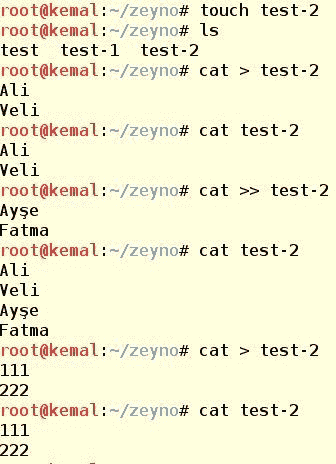 root@kemal:~/zeyno# touch test-2
root@kemal:~/zeyno# ls
test  test-1  test-2
root@kemal:~/zeyno# cat > test-2
Ali
Veli
root@kemal:~/zeyno# cat test-2
Ali
Veli
root@kemal:~/zeyno# cat >> test-2
Ayşe
Fatma
root@kemal:~/zeyno# cat test-2
Ali
Veli
Ayşe
Fatma
root@kemal:~/zeyno# cat > test-2
111
222
root@kemal:~/zeyno# cat test-2
111
222